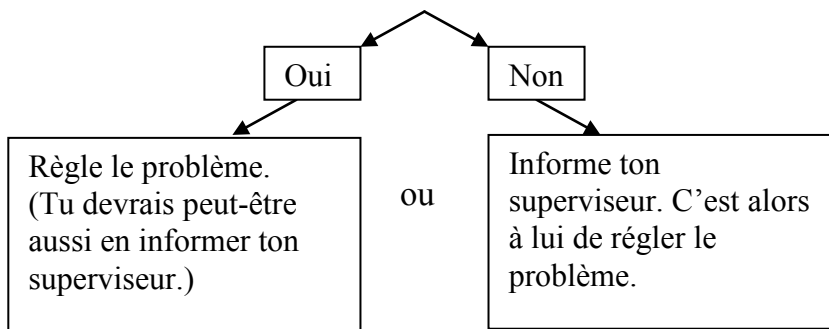 Oui
Non
Règle le problème.
(Tu devrais peut-être
aussi en informer ton
superviseur.)
ou
Informe ton
superviseur. C’est alors
à lui de régler le
problème.